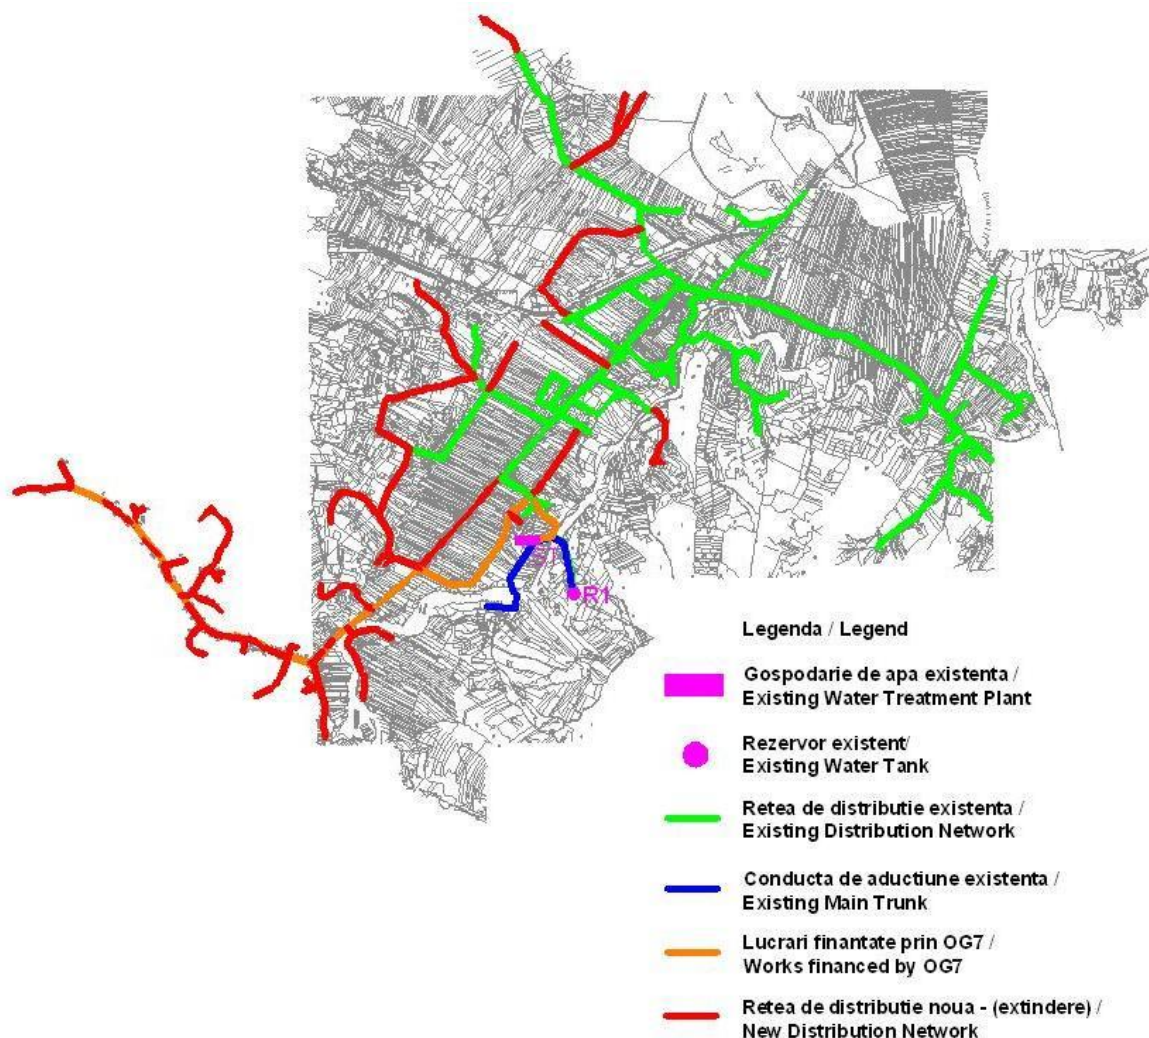 R1
Legenda / Legend
Gospodarie de apa existenta /
Existing Water Treatment Plant
Rezervor existent/
Existing Water Tank
Retea de distributie existenta /
Existing Distribution Network
Conducta de aductiune existenta /
Existing Main Trunk
Lucrari finantate prin OG7 /
Works financed by OG7
Retea de distributie noua - (extindere) /
New Distribution Network